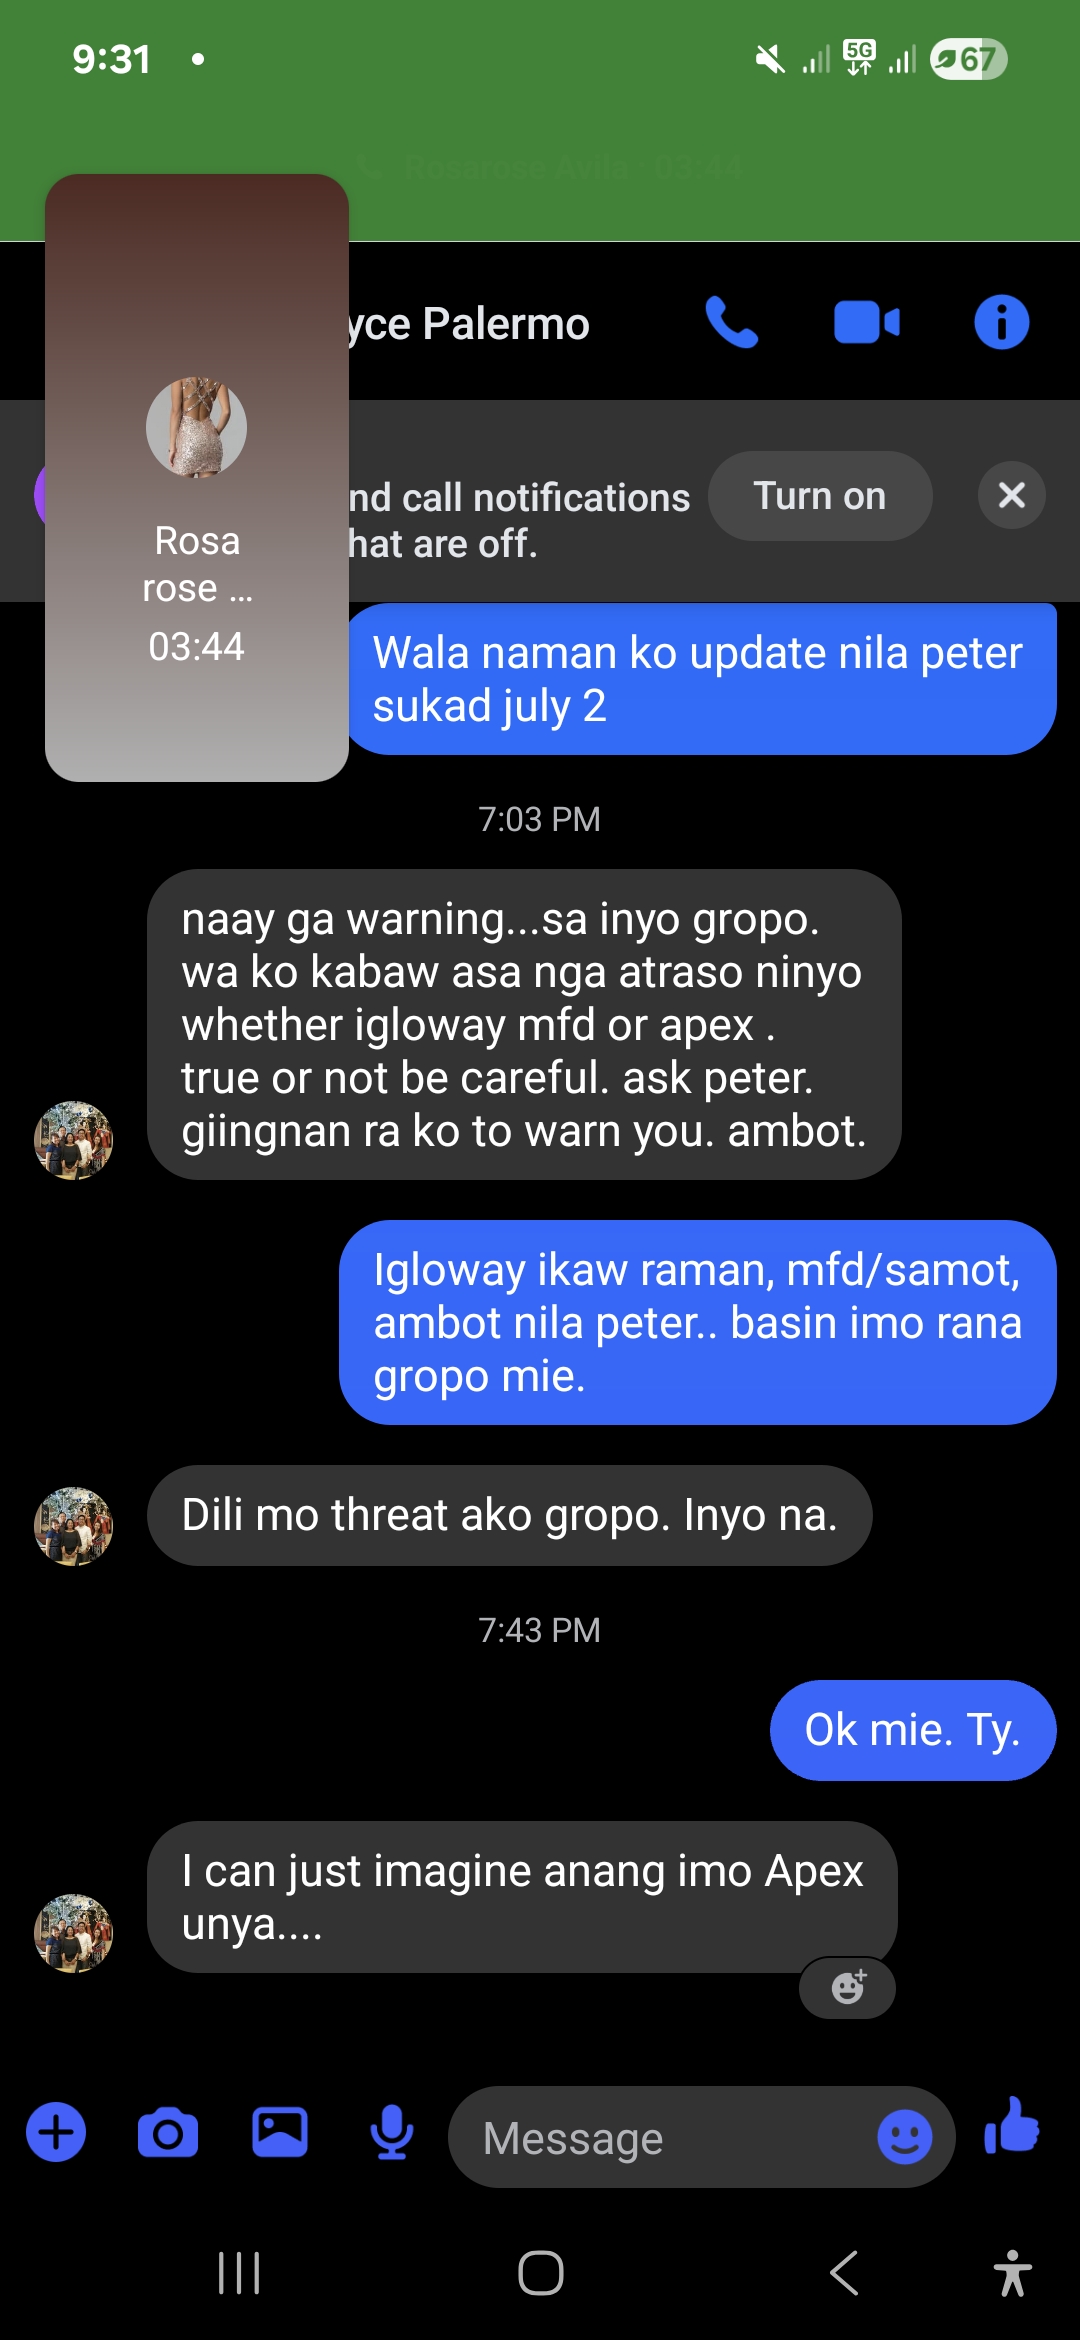 9:31
5G
67
Rosarose Avila · 03:44
yce Palermo
nd call notifications
hat are off.
Turn on
Rosa
rose ...
03:44
Wala naman ko update nila peter
sukad july 2
7:03 PM
naay ga warning...sa inyo gropo.
wa ko kabaw asa nga atraso ninyo
whether igloway mfd or apex .
true or not be careful. ask peter.
giingnan ra ko to warn you. ambot.
Igloway ikaw raman, mfd/samot,
ambot nila peter.. basin imo rana
gropo mie.
Dili mo threat ako gropo. Inyo na.
7:43 PM
Ok mie. Ty.
I can just imagine anang imo Apex
unya....
Message